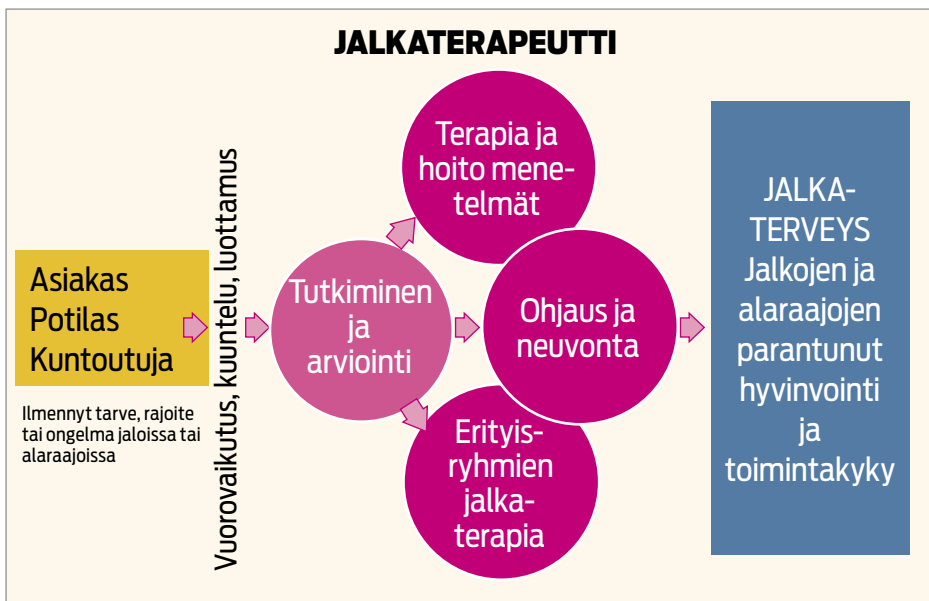 JALKATERAPEUTTI
Asiakas
Potilas
Kuntoutuja
Ilmennyt tarve, rajoite
tai ongelma jaloissa tai
alaraajoissa
Vuorovaikutus, kuuntelu, luottamus
Tutkiminen
ja
arviointi
Terapia ja
hoito mene-
telmät
Ohjaus ja
neuvonta
Erityis-
ryhmien
jalka-
terapia
JALKA-
TERVEYS
Jalkojen ja
alaraajojen
parantunut
hyvinvointi
ja
toimintakyky